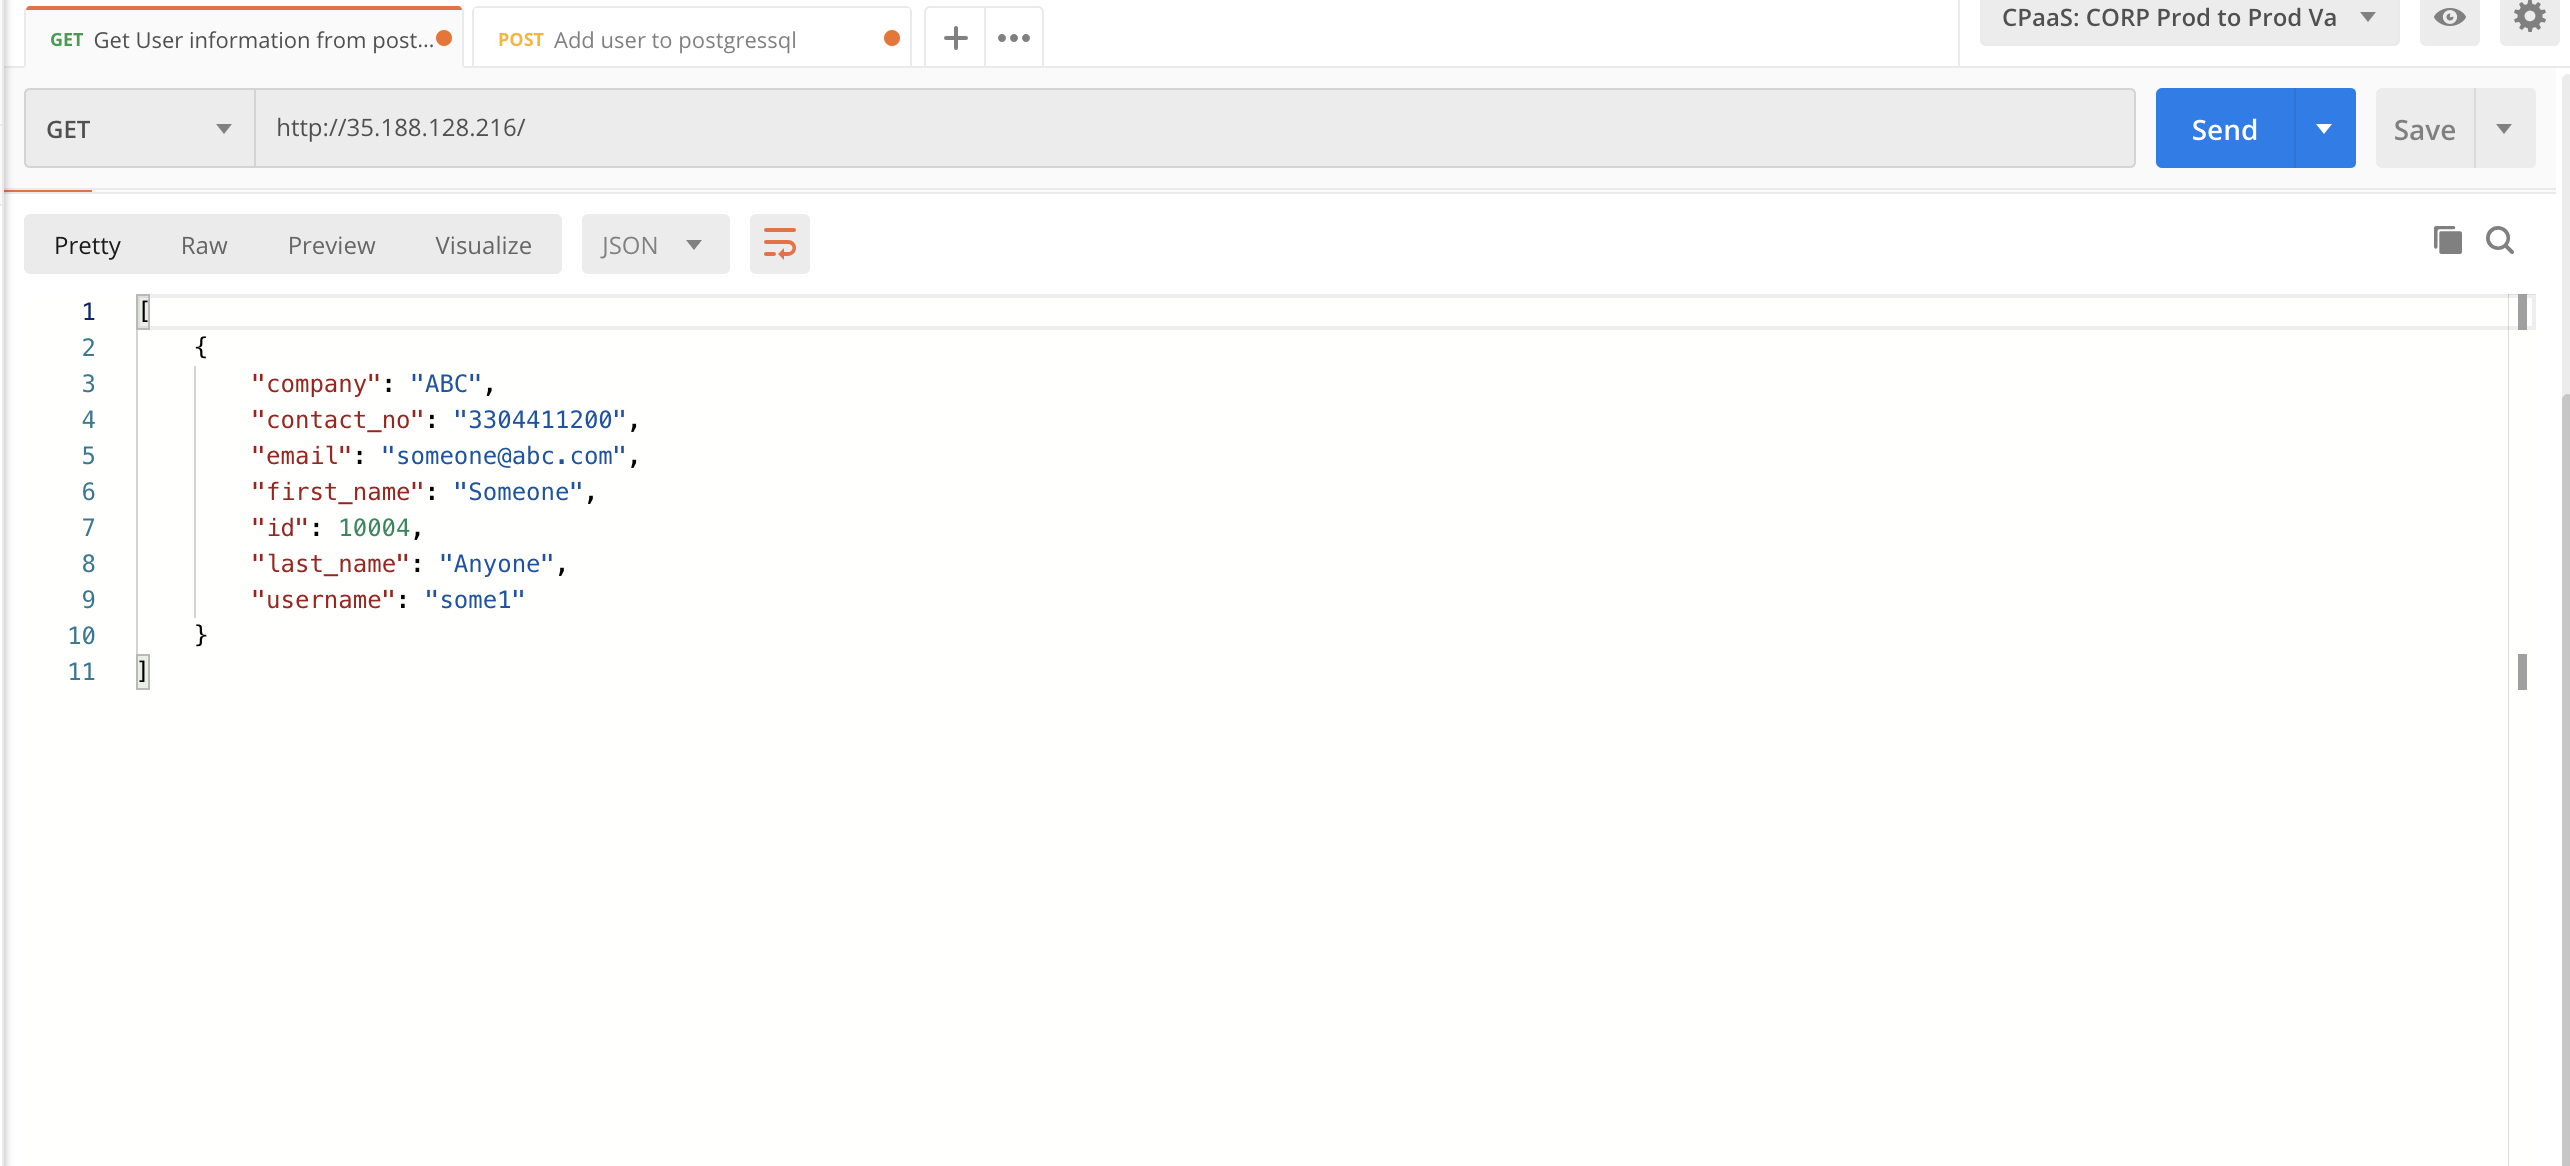 GET Get User information from post... POST Add user to postgressql CPaaS: CORP Prod to Prod Va
GET http://35.188.128.216/ Send Save
Pretty Raw Preview Visualize JSON
1 [
2 {
3 "company": "ABC",
4 "contact_no": "3304411200",
5 "email": "someone@abc.com",
6 "first_name": "Someone",
7 "id": 10004,
8 "last_name": "Anyone",
9 "username": "some1"
10 }
11 ]